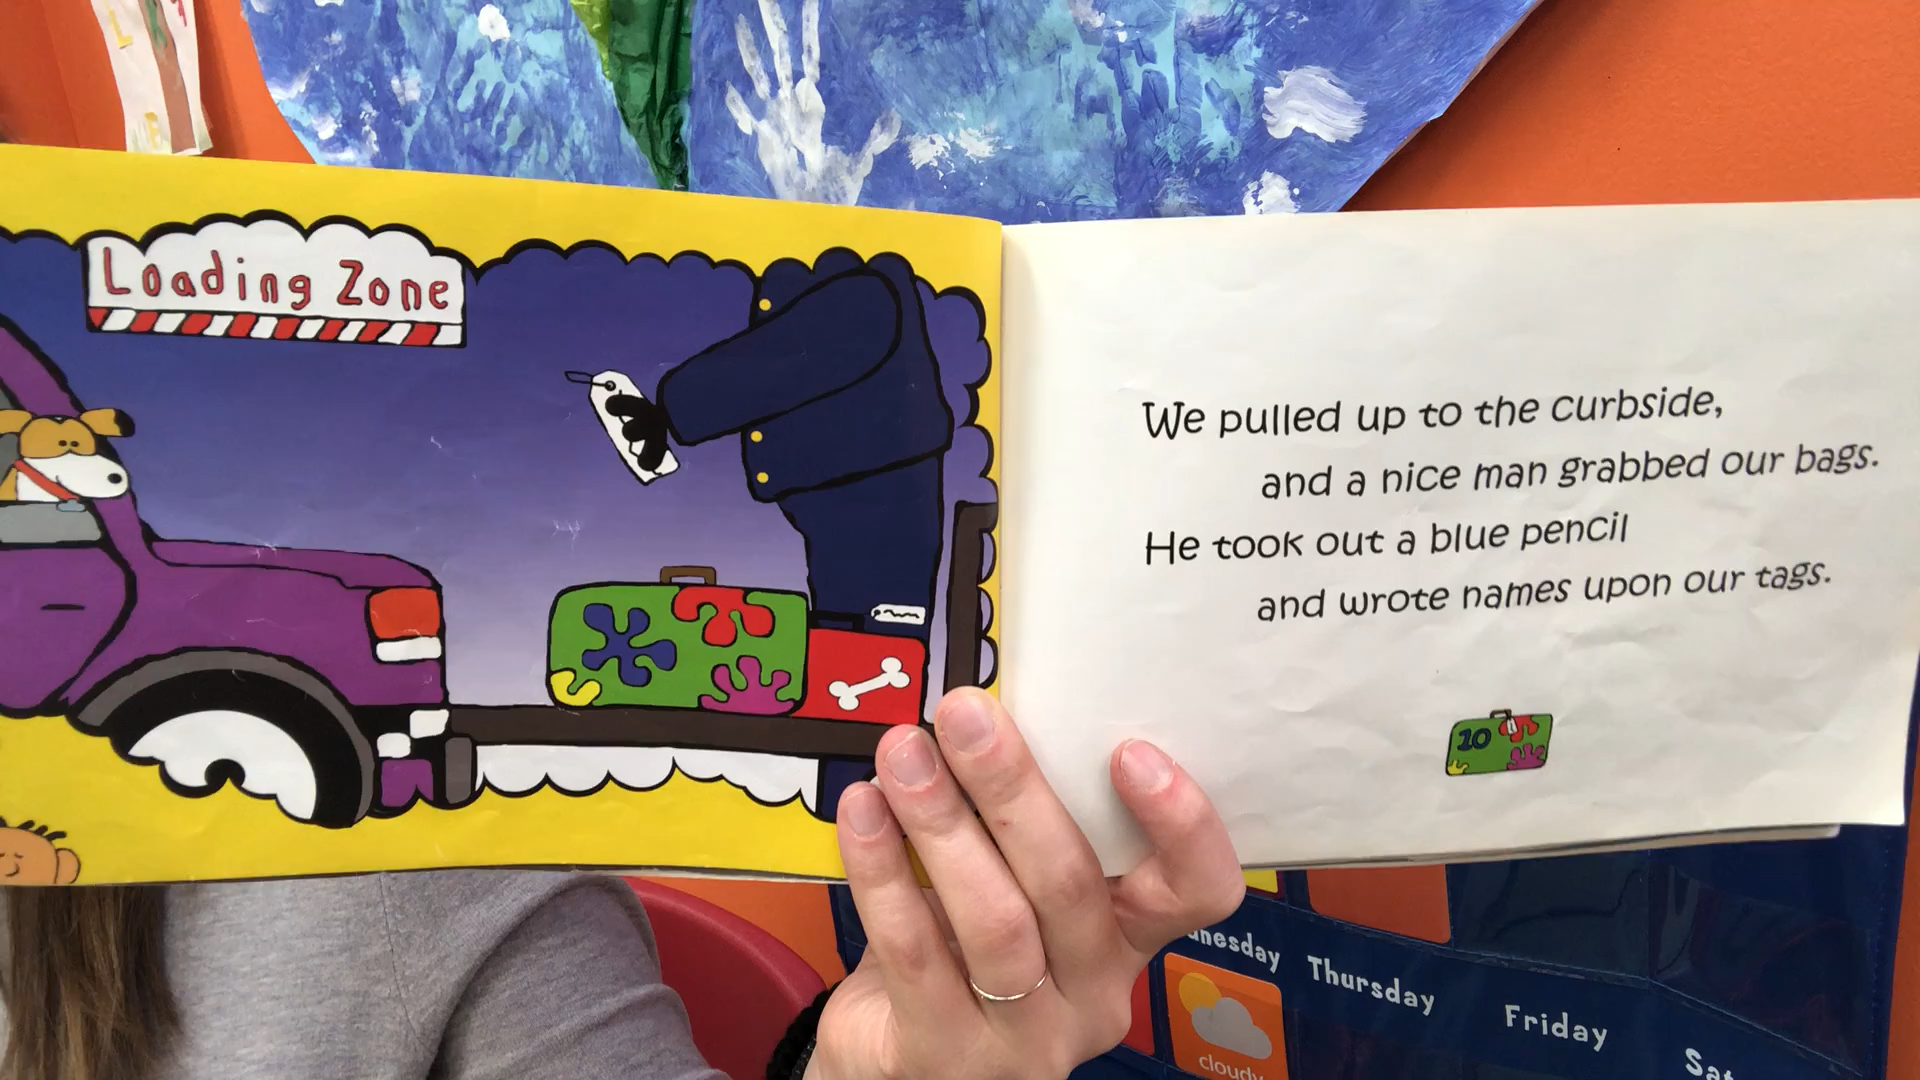 Loading Zone
We pulled up to the curbside,
and a nice man grabbed our bags.
He took out a blue pencil
and wrote names upon our tags.
10
Thursday
Friday
cloudy